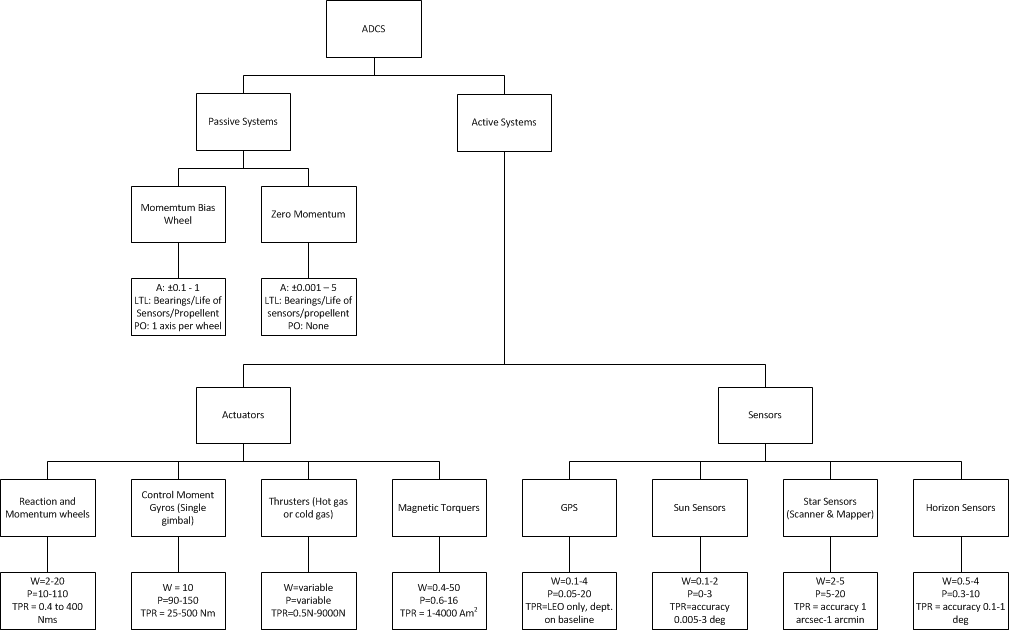 ADCS
Passive Systems
Active Systems
Momemtum Bias
Wheel
Zero Momentum
A: ±0.1 - 1
LTL: Bearings/Life of
Sensors/Propellent
PO: 1 axis per wheel
A: ±0.001 – 5
LTL: Bearings/Life of
sensors/propellent
PO: None
Actuators
Sensors
Reaction and
Momentum wheels
Control Moment
Gyros (Single
gimbal)
Thrusters (Hot gas
or cold gas)
Magnetic Torquers
GPS
Sun Sensors
Star Sensors
(Scanner & Mapper)
Horizon Sensors
W=2-20
P=10-110
TPR = 0.4 to 400
Nms
W = 10
P=90-150
TPR = 25-500 Nm
W=variable
P=variable
TPR=0.5N-9000N
W=0.4-50
P=0.6-16
TPR = 1-4000 Am²
W=0.1-4
P=0.05-20
TPR=LEO only, dept.
on baseline
W=0.1-2
P=0-3
TPR=accuracy
0.005-3 deg
W=2-5
P=5-20
TPR = accuracy 1
arcsec-1 arcmin
W=0.5-4
P=0.3-10
TPR = accuracy 0.1-1
deg